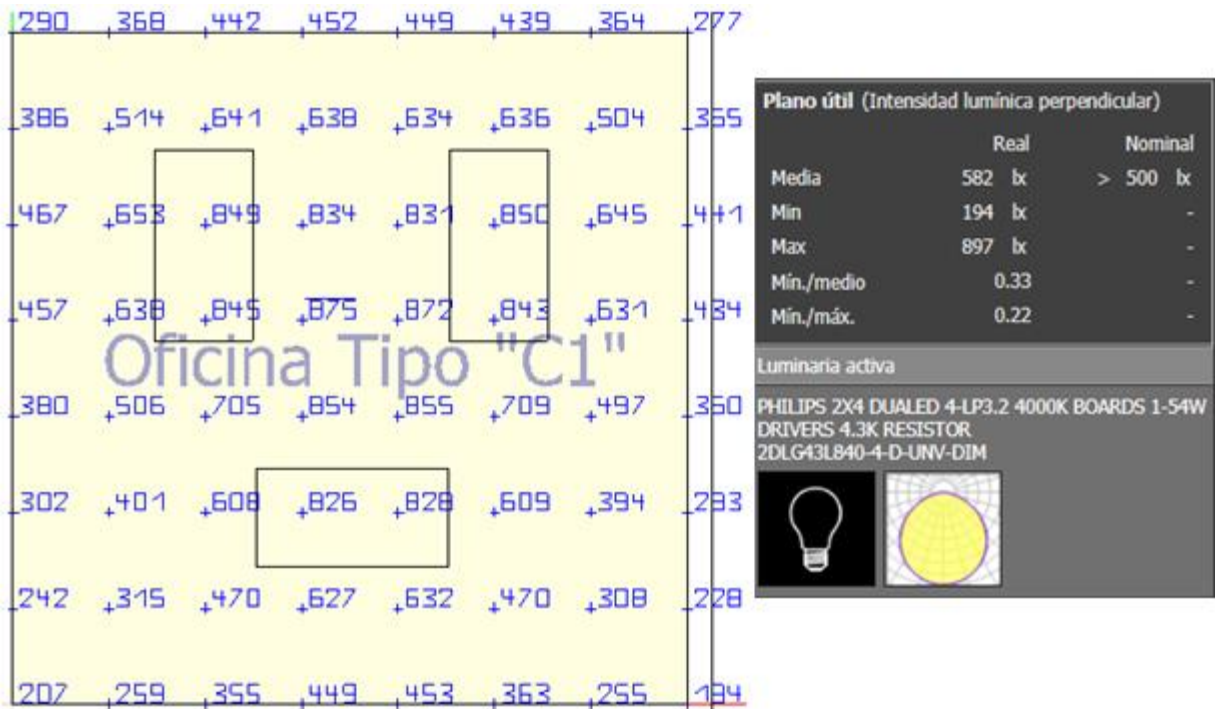 290 368 442 452 449 439 364 277
386 514 641 638 634 636 504 365
467 653 849 834 831 850 645 441
457 638 845 875 872 843 631 434
Oficina Tipo "C1"
380 506 705 854 855 709 497 360
302 401 608 826 828 609 394 283
242 315 470 627 632 470 308 228
207 259 355 449 453 363 255 194
Plano útil (Intensidad lumínica perpendicular)
Real Nominal
Media 582 lx > 500 lx
Min 194 lx -
Max 897 lx -
Mín./medio 0.33 -
Mín./máx. 0.22 -
Luminaria activa
PHILIPS 2X4 DUALED 4-LP3.2 4000K BOARDS 1-54W
DRIVERS 4.3K RESISTOR
2DLG43L840-4-D-UNV-DIM